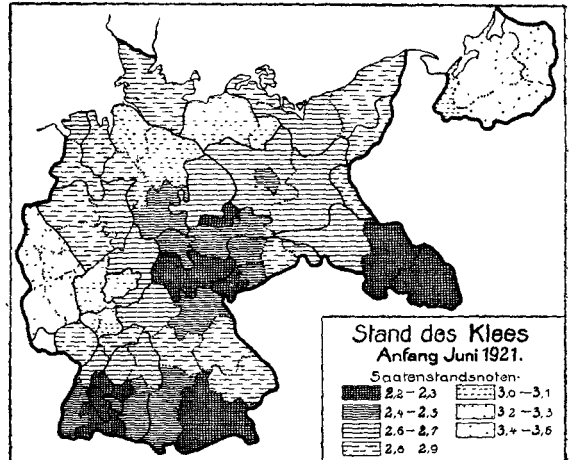 Stand des Klees
Anfang Juni 1921.
Saatenstandsnoten.
2,2–2,3
2,4–2,5
2,6–2,7
2,8 2,9
3,0–3,1
3,2–3,3
3,4–3,5